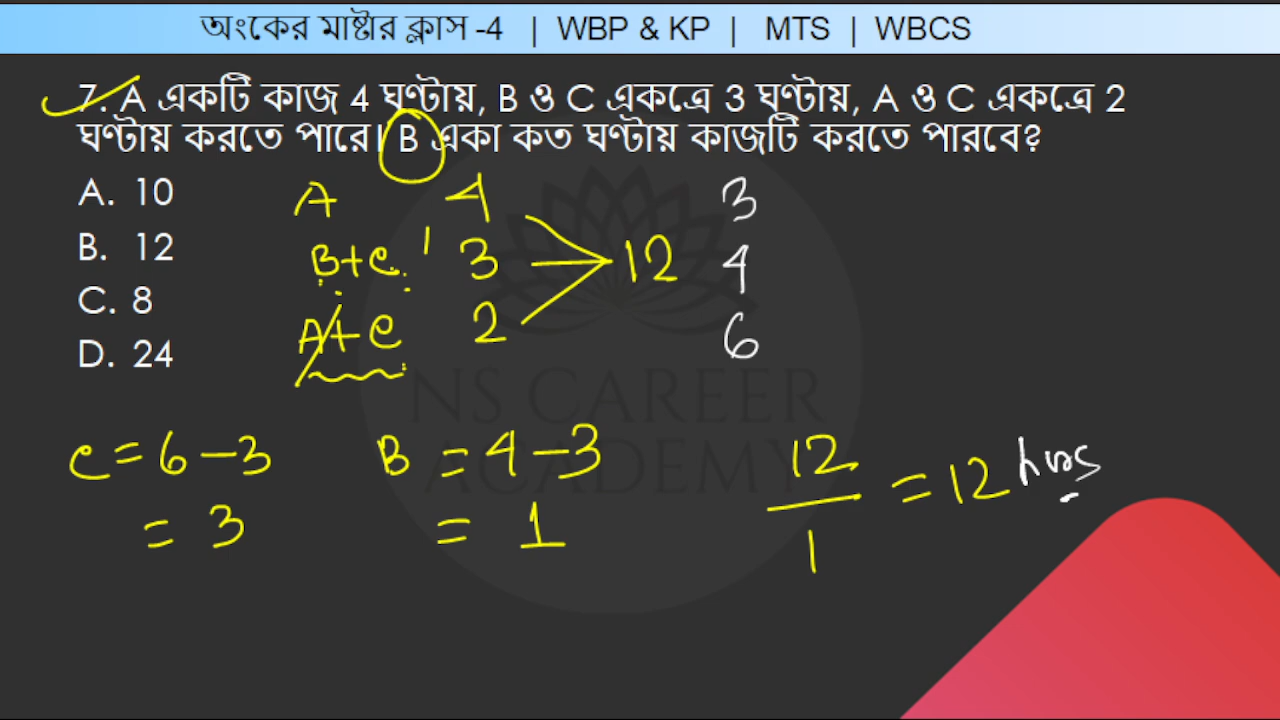 অংকের মাষ্টার ক্লাস -4 | WBP & KP | MTS | WBCS
7. A একটি কাজ 4 ঘণ্টায়, B ও C একত্রে 3 ঘণ্টায়, A ও C একত্রে 2
ঘণ্টায় করতে পারে। B একা কত ঘণ্টায় কাজটি করতে পারবে?
A. 10
B. 12
C. 8
D. 24
A 4 3
B+C 1 3 12 4
A+C 2 6
NS CAREER
ACADEMY
C = 6 - 3 B = 4 - 3 12/1 = 12 hrs
= 3 = 1